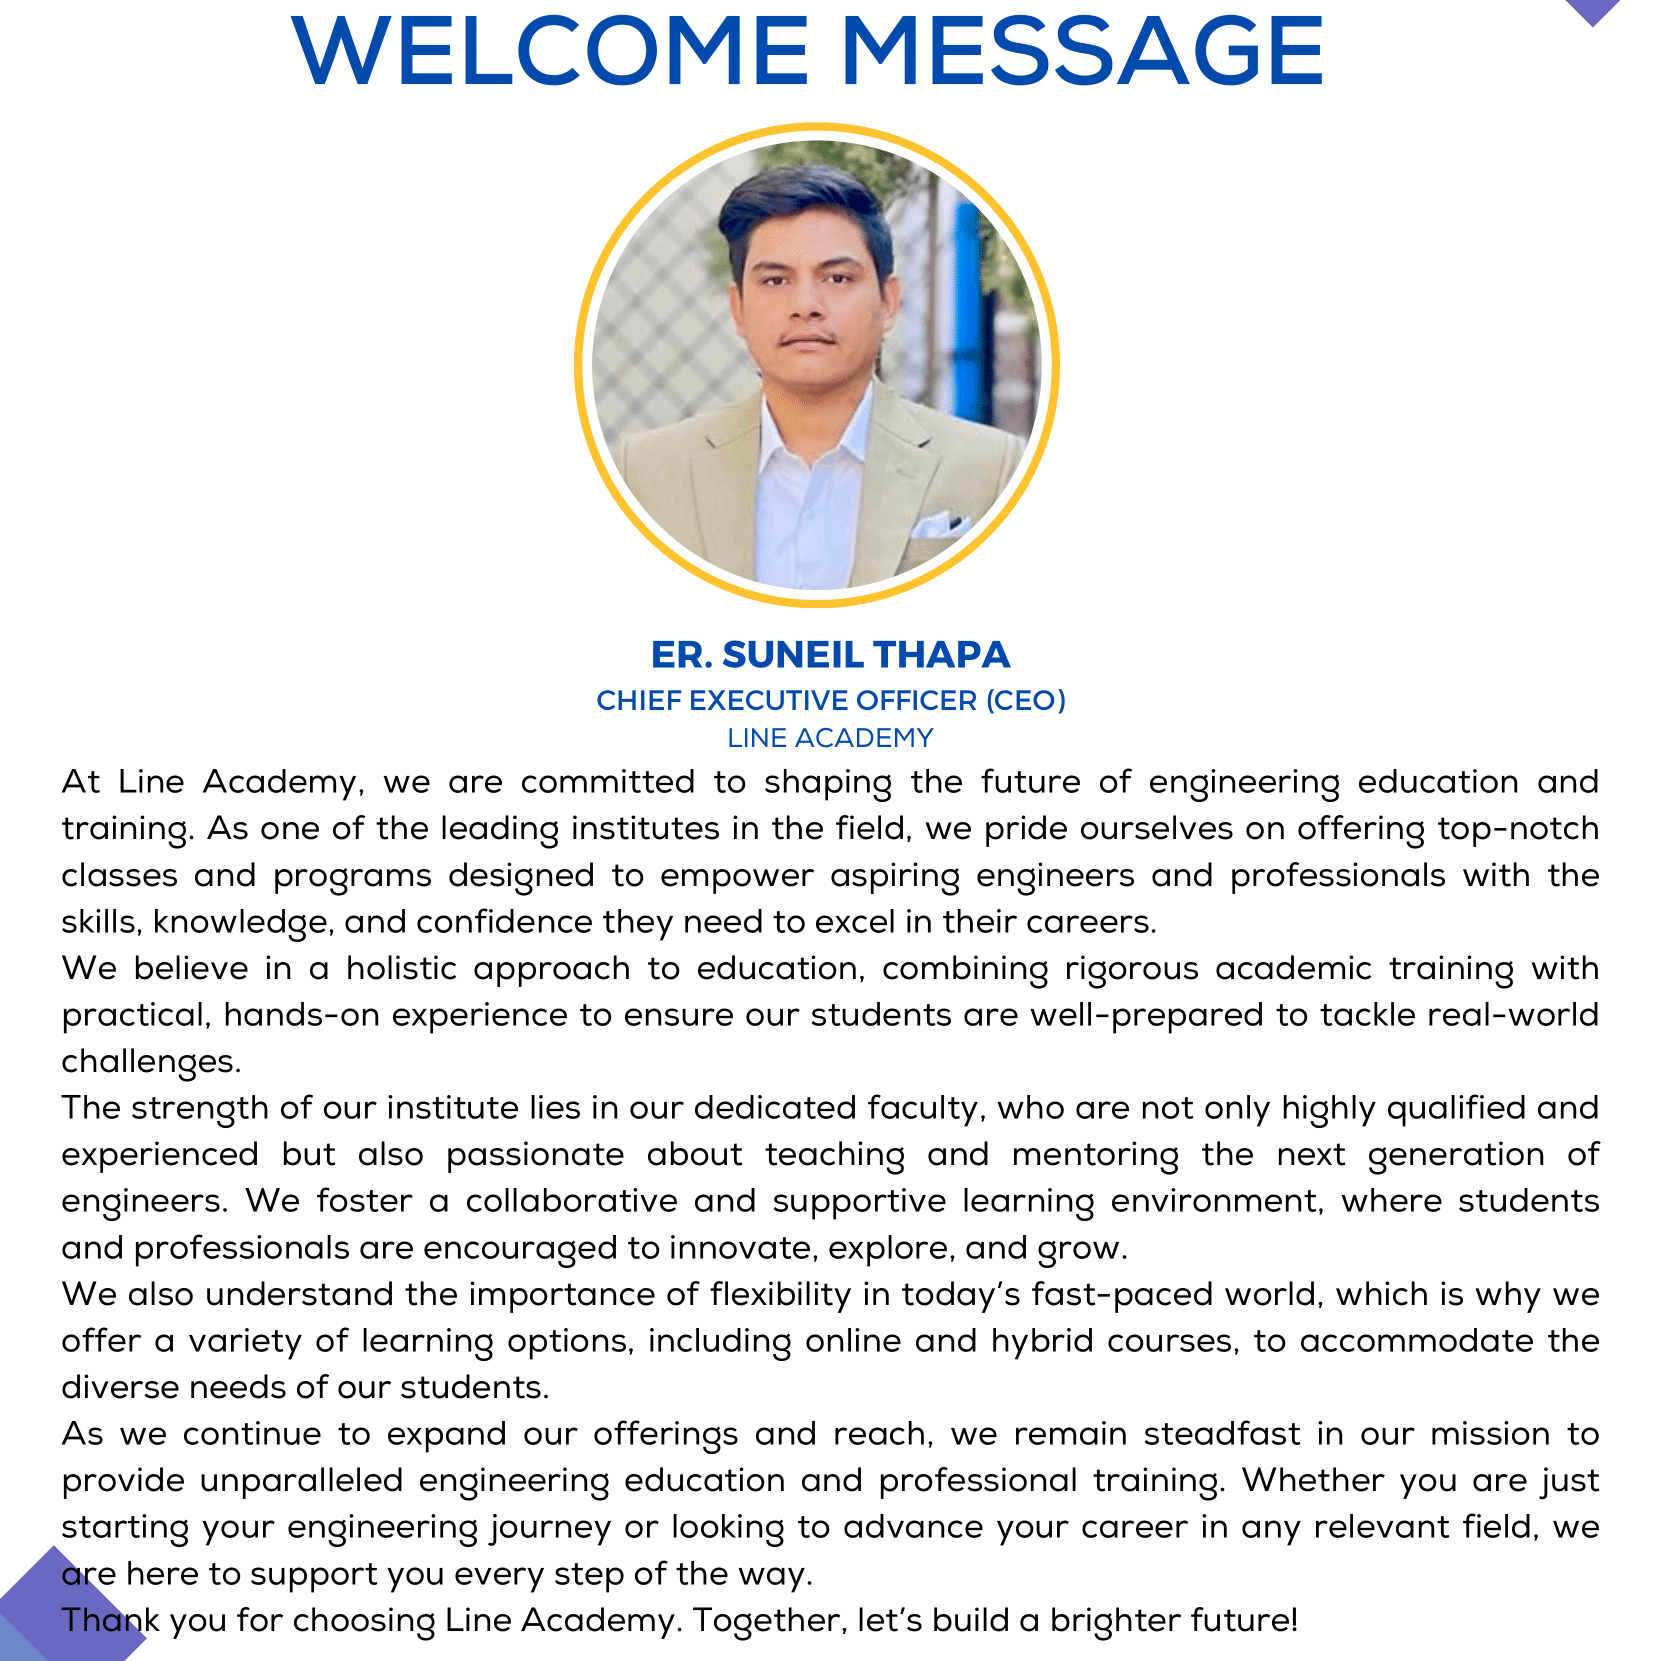 WELCOME MESSAGE
ER. SUNEIL THAPA
CHIEF EXECUTIVE OFFICER (CEO)
LINE ACADEMY
At Line Academy, we are committed to shaping the future of engineering education and
training. As one of the leading institutes in the field, we pride ourselves on offering top-notch
classes and programs designed to empower aspiring engineers and professionals with the
skills, knowledge, and confidence they need to excel in their careers.
We believe in a holistic approach to education, combining rigorous academic training with
practical, hands-on experience to ensure our students are well-prepared to tackle real-world
challenges.
The strength of our institute lies in our dedicated faculty, who are not only highly qualified and
experienced but also passionate about teaching and mentoring the next generation of
engineers. We foster a collaborative and supportive learning environment, where students
and professionals are encouraged to innovate, explore, and grow.
We also understand the importance of flexibility in today’s fast-paced world, which is why we
offer a variety of learning options, including online and hybrid courses, to accommodate the
diverse needs of our students.
As we continue to expand our offerings and reach, we remain steadfast in our mission to
provide unparalleled engineering education and professional training. Whether you are just
starting your engineering journey or looking to advance your career in any relevant field, we
are here to support you every step of the way.
Thank you for choosing Line Academy. Together, let’s build a brighter future!